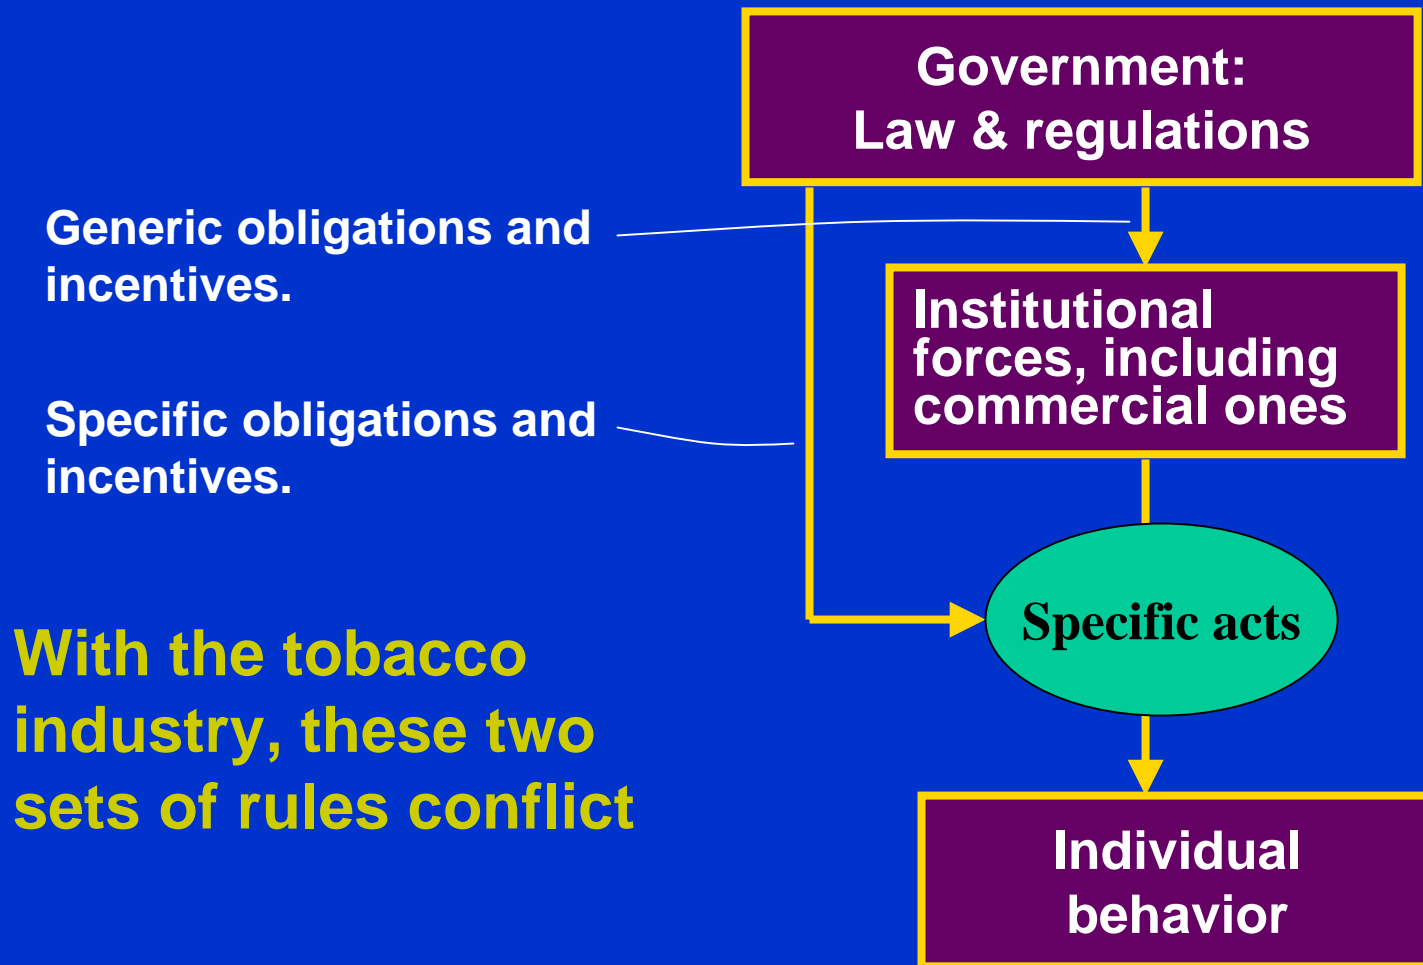 Government:
Law & regulations
Generic obligations and
incentives.
Institutional
forces, including
commercial ones
Specific obligations and
incentives.
Specific acts
With the tobacco
industry, these two
sets of rules conflict
Individual
behavior